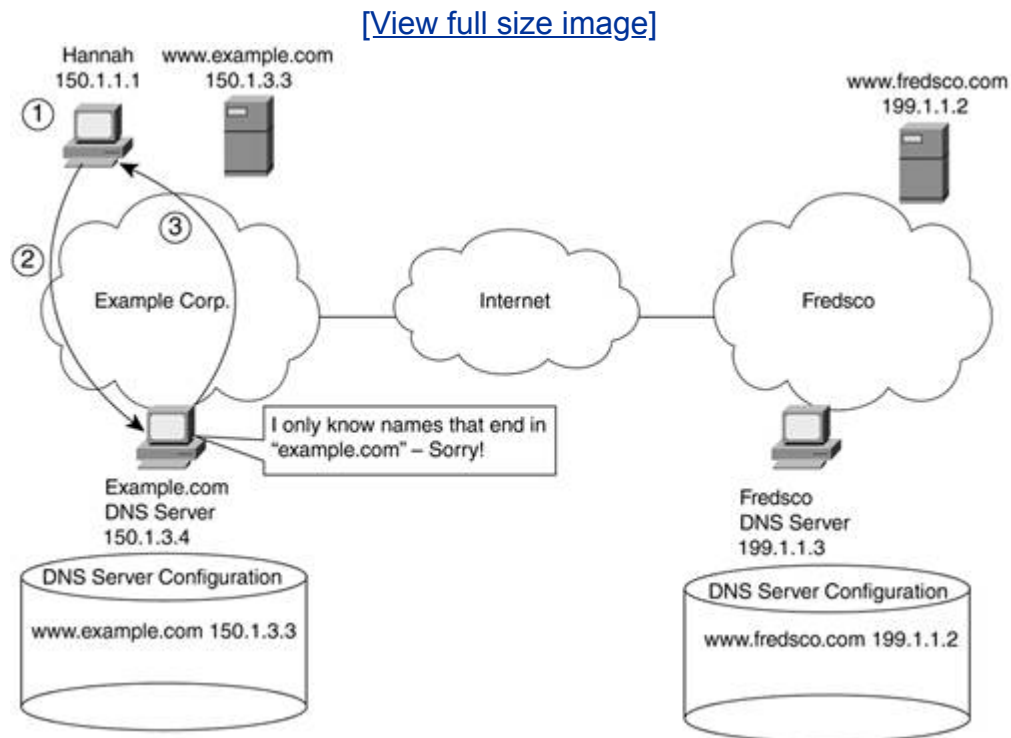 [View full size image]
Hannah
150.1.1.1
www.example.com
150.1.3.3
www.fredsco.com
199.1.1.2
1
2
3
Example Corp.
Internet
Fredsco
I only know names that end in
“example.com” – Sorry!
Example.com
DNS Server
150.1.3.4
Fredsco
DNS Server
199.1.1.3
DNS Server Configuration
www.example.com 150.1.3.3
DNS Server Configuration
www.fredsco.com 199.1.1.2